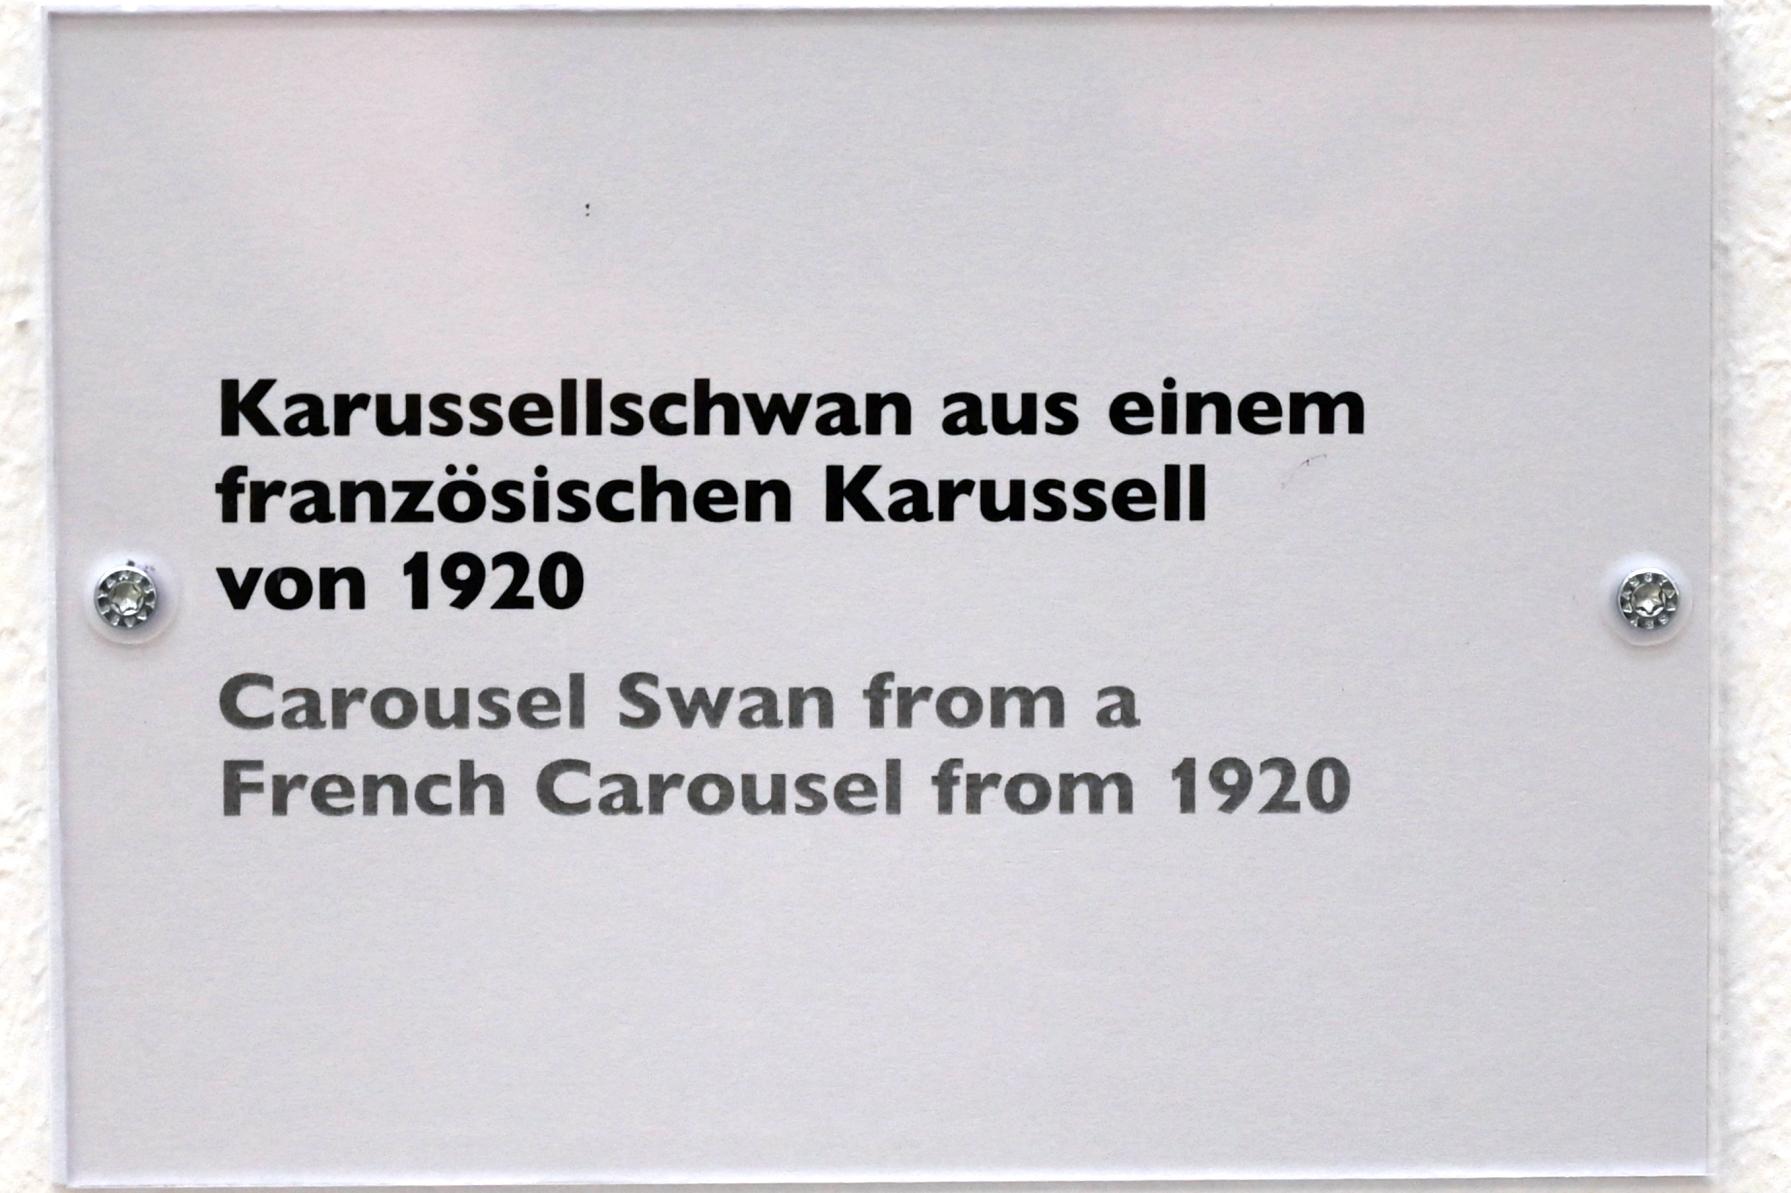 Karussellschwan aus einem
französischen Karussell
von 1920
Carousel Swan from a
French Carousel from 1920